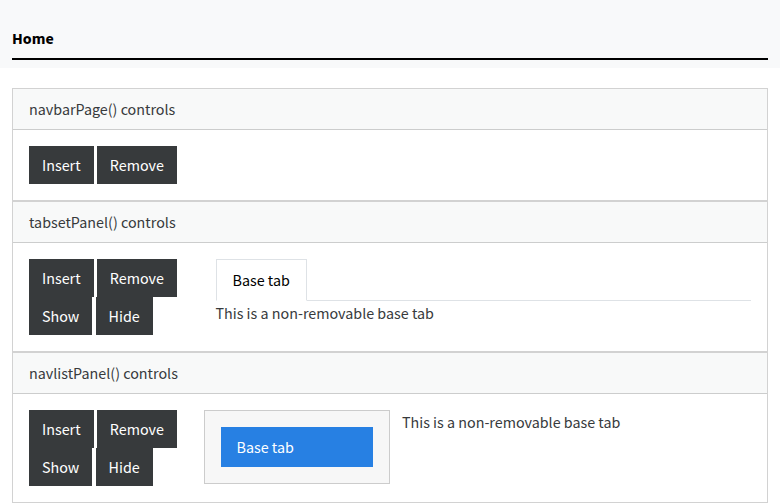 Home
navbarPage() controls
Insert Remove
tabsetPanel() controls
Insert Remove Base tab
Show Hide This is a non-removable base tab
navlistPanel() controls
Insert Remove This is a non-removable base tab
Base tab
Show Hide